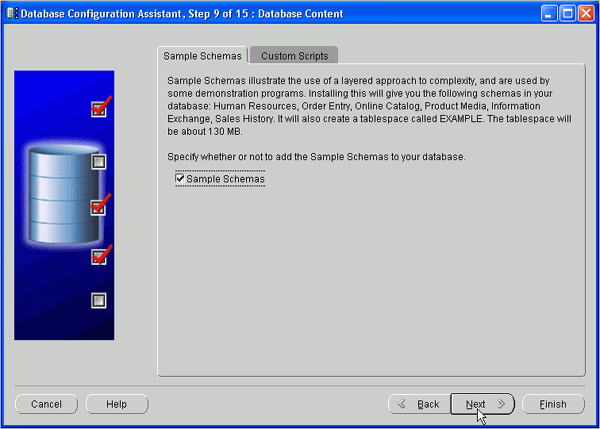 Database Configuration Assistant, Step 9 of 15 : Database Content
Sample Schemas
Custom Scripts
Sample Schemas illustrate the use of a layered approach to complexity, and are used by
some demonstration programs. Installing this will give you the following schemas in your
database: Human Resources, Order Entry, Online Catalog, Product Media, Information
Exchange, Sales History. It will also create a tablespace called EXAMPLE. The tablespace will
be about 130 MB.
Specify whether or not to add the Sample Schemas to your database.
Sample Schemas
Cancel
Help
Back
Next
Finish